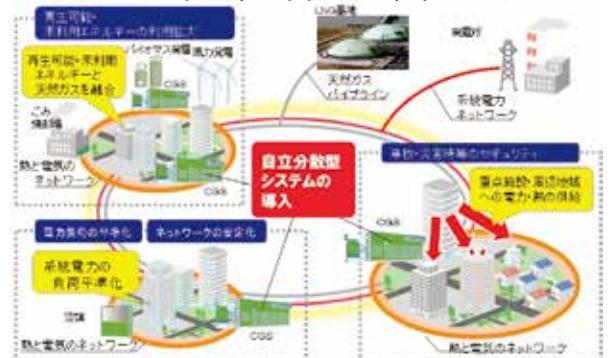 再生可能・
未利用エネルギーの利用拡大
バイオマス発電
風力発電
再生可能・未利用
エネルギーと
天然ガスを融合
CGS
ごみ
焼却場
熱と電気の
ネットワーク
CGS
LNG基地
天然ガス
パイプライン
発電所
系統電力
ネットワーク
自立分散型
システムの
導入
事故・災害時等のセキュリティ
重点施設・周辺地域
への電力・熱の供給
CGS
熱と電気のネットワーク
電力負荷の平準化
ネットワークの安定化
系統電力の
負荷平準化
CGS
熱と電気のネットワーク